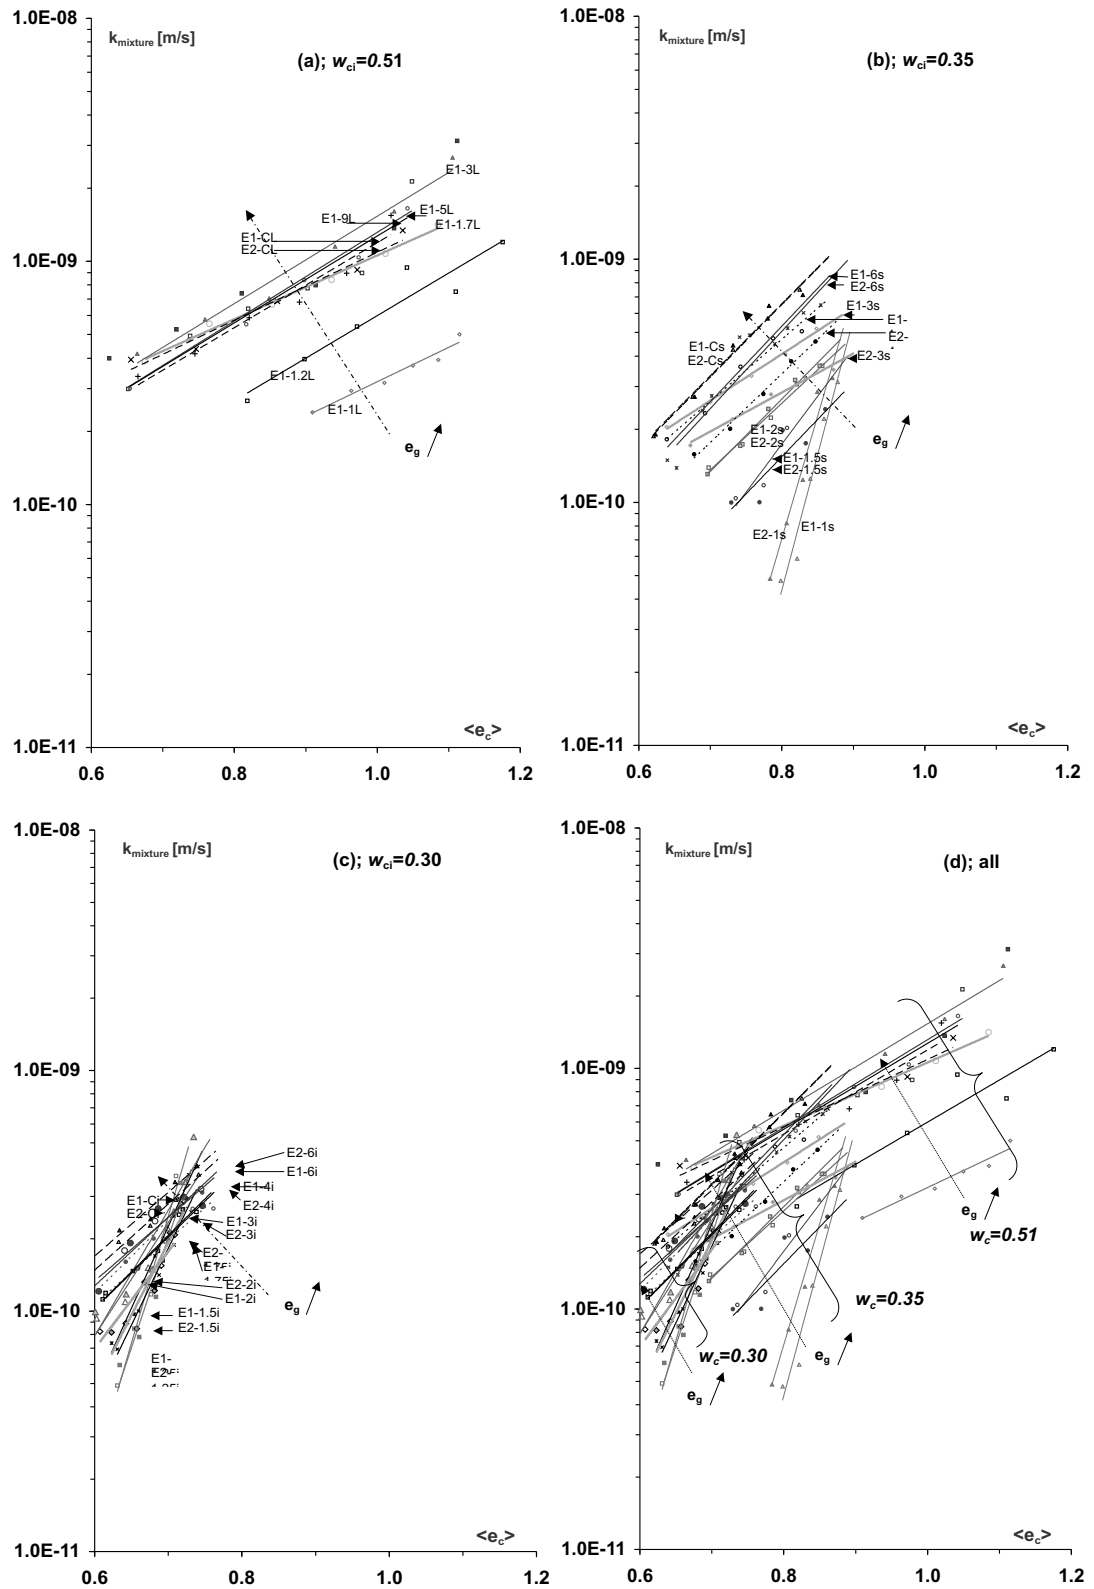 1.0E-08
k_mixture [m/s]
(a); w_ci=0.51
E1-3L
E1-9L
E1-5L
E1-1.7L
E1-CL
E2-CL
1.0E-09
E1-1.2L
E1-1L
e_g
1.0E-10
<e_c>
1.0E-11
0.6
0.8
1.0
1.2
1.0E-08
k_mixture [m/s]
(b); w_ci=0.35
1.0E-09
E1-6s
E2-6s
E1-3s
E1-
E2-
E1-Cs
E2-Cs
E2-3s
E1-2s
E2-2s
e_g
E1-1.5s
E2-1.5s
1.0E-10
E2-1s
E1-1s
<e_c>
1.0E-11
0.6
0.8
1.0
1.2
1.0E-08
k_mixture [m/s]
(c); w_ci=0.30
1.0E-09
E2-6i
E1-6i
E1-4i
E2-4i
E1-Ci
E1-3i
E2-3i
E2-
E2-2i
E1-2i
e_g
1.0E-10
E1-1.5i
E2-1.5i
E1-
<e_c>
1.0E-11
0.6
0.8
1.0
1.2
1.0E-08
k_mixture [m/s]
(d); all
1.0E-09
e_g
w_c=0.51
w_c=0.35
1.0E-10
w_c=0.30
e_g
e_g
<e_c>
1.0E-11
0.6
0.8
1.0
1.2